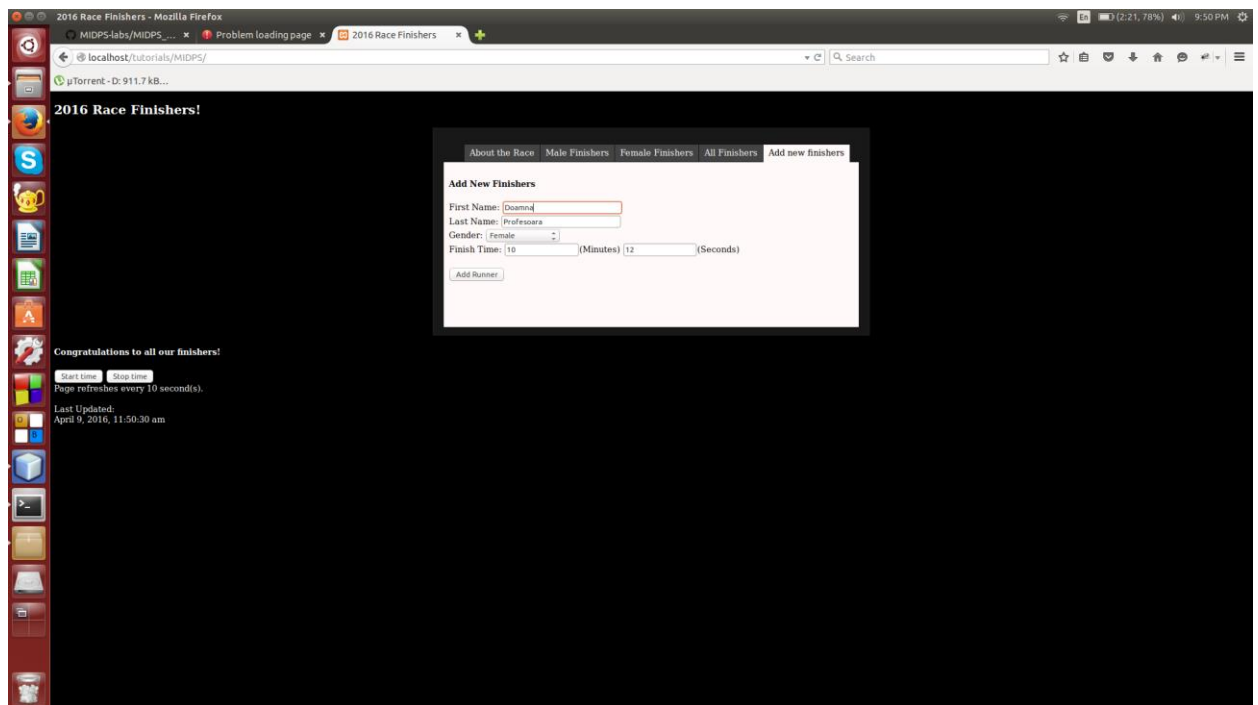 2016 Race Finishers - Mozilla Firefox
En (2:21, 78%) 9:50 PM
MIDPS-labs/MIDPS_... × Problem loading page × 2016 Race Finishers ×
localhost/tutorials/MIDPS/
Search
µTorrent - D: 911.7 kB...
2016 Race Finishers!
About the Race Male Finishers Female Finishers All Finishers Add new finishers
Add New Finishers
First Name: Doamna
Last Name: Profesoara
Gender: Female
Finish Time: 10 (Minutes) 12 (Seconds)
Add Runner
Congratulations to all our finishers!
Start time Stop time
Page refreshes every 10 second(s).
Last Updated:
April 9, 2016, 11:50:30 am